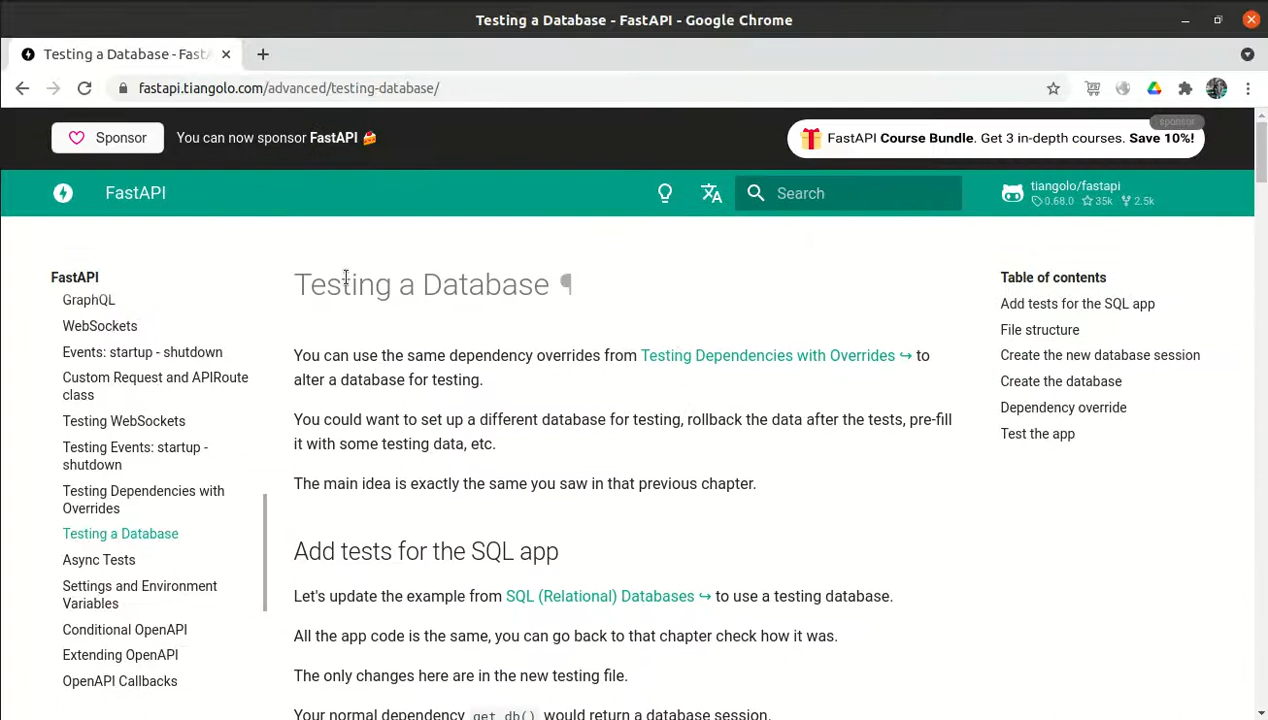 Testing a Database - FastAPI - Google Chrome
Testing a Database - FastA
fastapi.tiangolo.com/advanced/testing-database/
sponsor
Sponsor
You can now sponsor FastAPI 🍰
FastAPI Course Bundle. Get 3 in-depth courses. Save 10%!
FastAPI
Search
tiangolo/fastapi
0.68.0 35k 2.5k
FastAPI
GraphQL
WebSockets
Events: startup - shutdown
Custom Request and APIRoute
class
Testing WebSockets
Testing Events: startup -
shutdown
Testing Dependencies with
Overrides
Testing a Database
Async Tests
Settings and Environment
Variables
Conditional OpenAPI
Extending OpenAPI
OpenAPI Callbacks
Testing a Database ¶
You can use the same dependency overrides from Testing Dependencies with Overrides ↪ to
alter a database for testing.
You could want to set up a different database for testing, rollback the data after the tests, pre-fill
it with some testing data, etc.
The main idea is exactly the same you saw in that previous chapter.
Add tests for the SQL app
Let's update the example from SQL (Relational) Databases ↪ to use a testing database.
All the app code is the same, you can go back to that chapter check how it was.
The only changes here are in the new testing file.
Your normal dependency get_db() would return a database session.
Table of contents
Add tests for the SQL app
File structure
Create the new database session
Create the database
Dependency override
Test the app